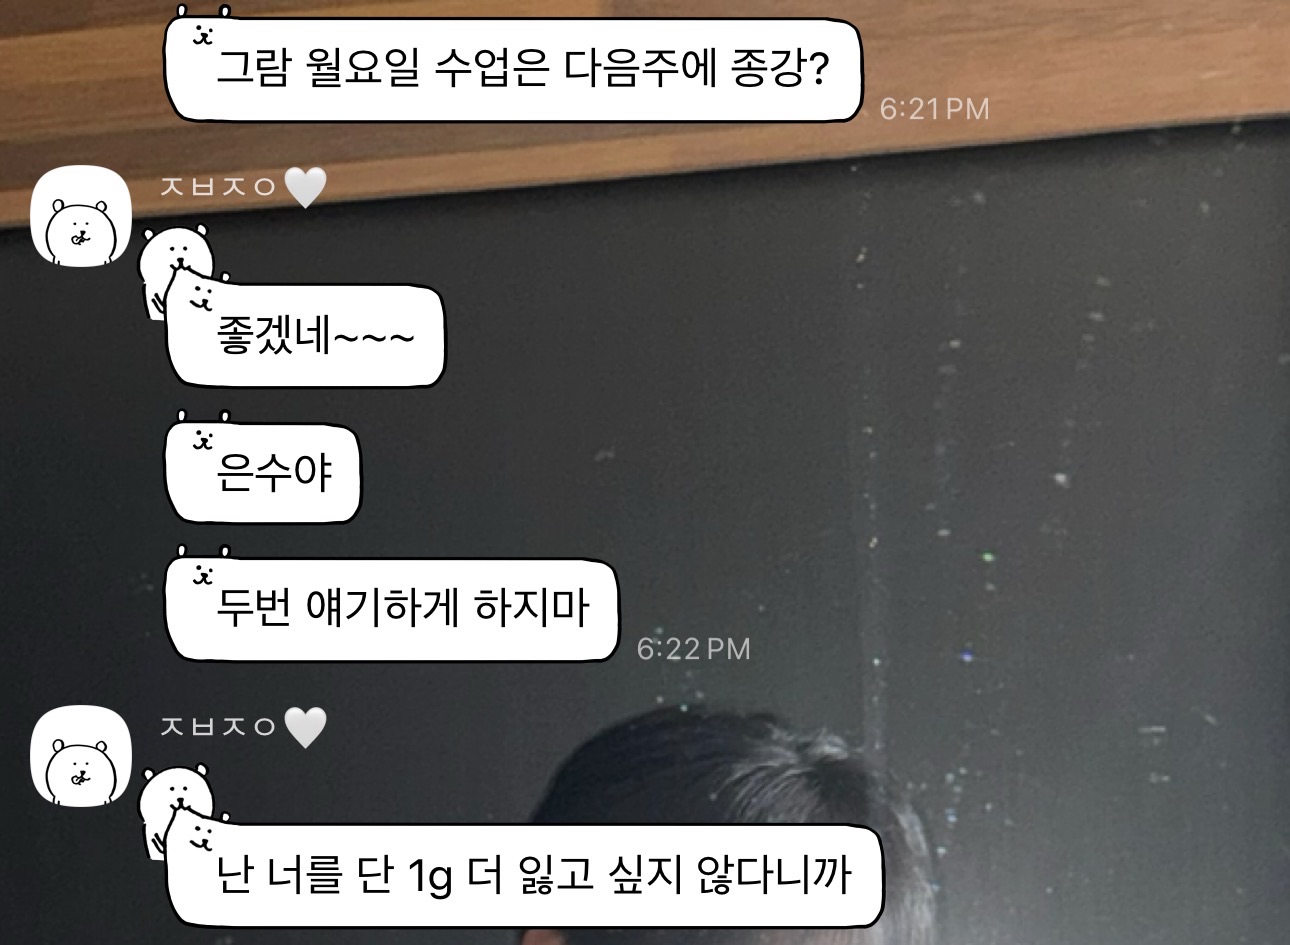 그람 월요일 수업은 다음주에 종강?
6:21 PM
ㅈㅂㅈㅇ🤍
좋겠네~~~
은수야
두번 얘기하게 하지마
6:22 PM
ㅈㅂㅈㅇ🤍
난 너를 단 1g 더 잃고 싶지 않다니까